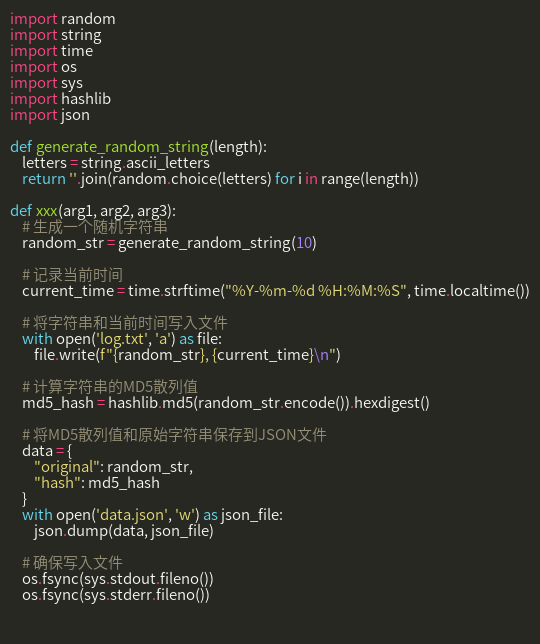 import random
import string
import time
import os
import sys
import hashlib
import json

def generate_random_string(length):
    letters = string.ascii_letters
    return ''.join(random.choice(letters) for i in range(length))

def xxx(arg1, arg2, arg3):
    # 生成一个随机字符串
    random_str = generate_random_string(10)

    # 记录当前时间
    current_time = time.strftime("%Y-%m-%d %H:%M:%S", time.localtime())

    # 将字符串和当前时间写入文件
    with open('log.txt', 'a') as file:
        file.write(f"{random_str}, {current_time}\n")

    # 计算字符串的MD5散列值
    md5_hash = hashlib.md5(random_str.encode()).hexdigest()

    # 将MD5散列值和原始字符串保存到JSON文件
    data = {
        "original": random_str,
        "hash": md5_hash
    }
    with open('data.json', 'w') as json_file:
        json.dump(data, json_file)

    # 确保写入文件
    os.fsync(sys.stdout.fileno())
    os.fsync(sys.stderr.fileno())